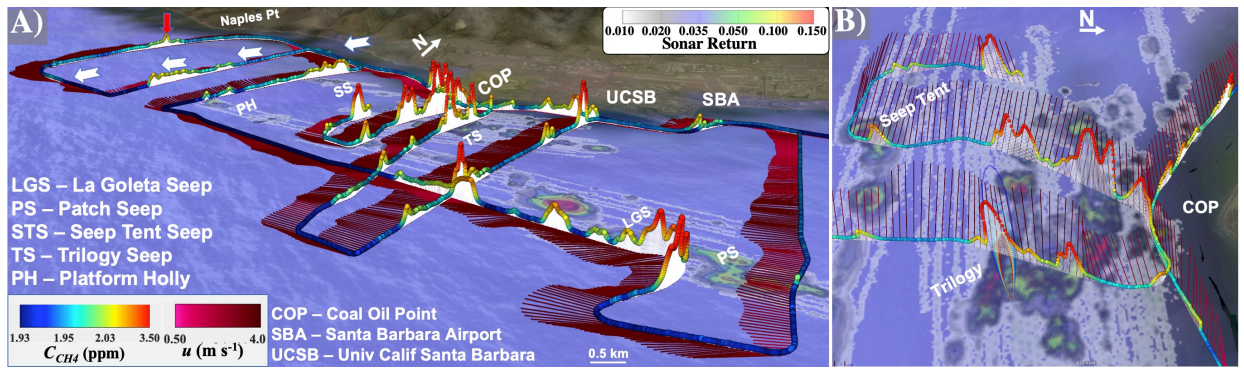 A)
Naples Pt
N
0.010 0.020 0.035 0.050 0.100 0.150
Sonar Return
COP
UCSB
SBA
SS
PH
TS
LGS
PS
LGS – La Goleta Seep
PS – Patch Seep
STS – Seep Tent Seep
TS – Trilogy Seep
PH – Platform Holly
1.93 1.95 2.03 3.50
C_CH4 (ppm)
0.50 4.0
u (m s⁻¹)
COP – Coal Oil Point
SBA – Santa Barbara Airport
UCSB – Univ Calif Santa Barbara
0.5 km
B)
N
Seep Tent
COP
Trilogy